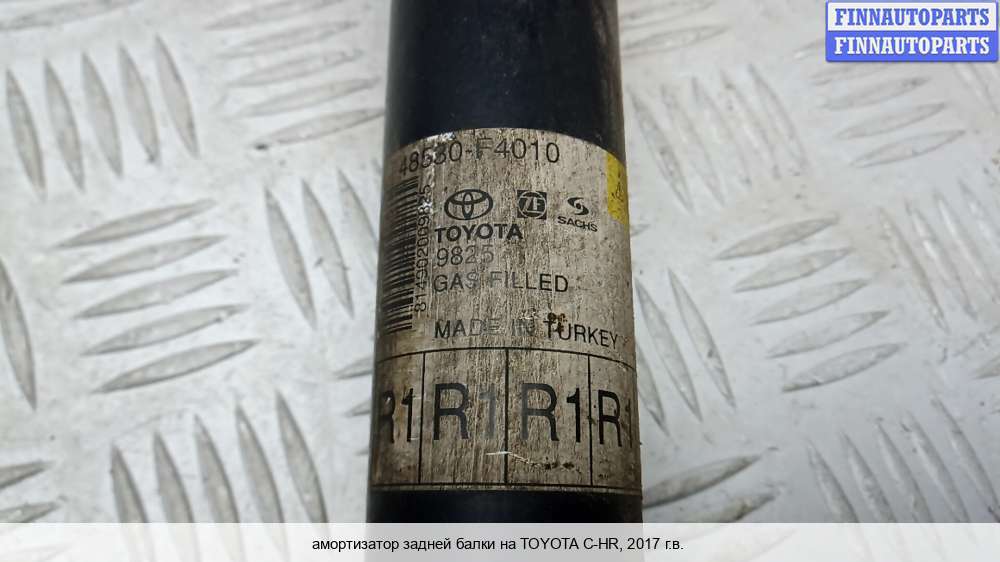 FINNAUTOPARTS
FINNAUTOPARTS
48530-F4010
ZF
SACHS
TOYOTA
9825
GAS FILLED
MADE IN TURKEY
R1 R1 R1 R1
амортизатор задней балки на TOYOTA C-HR, 2017 г.в.